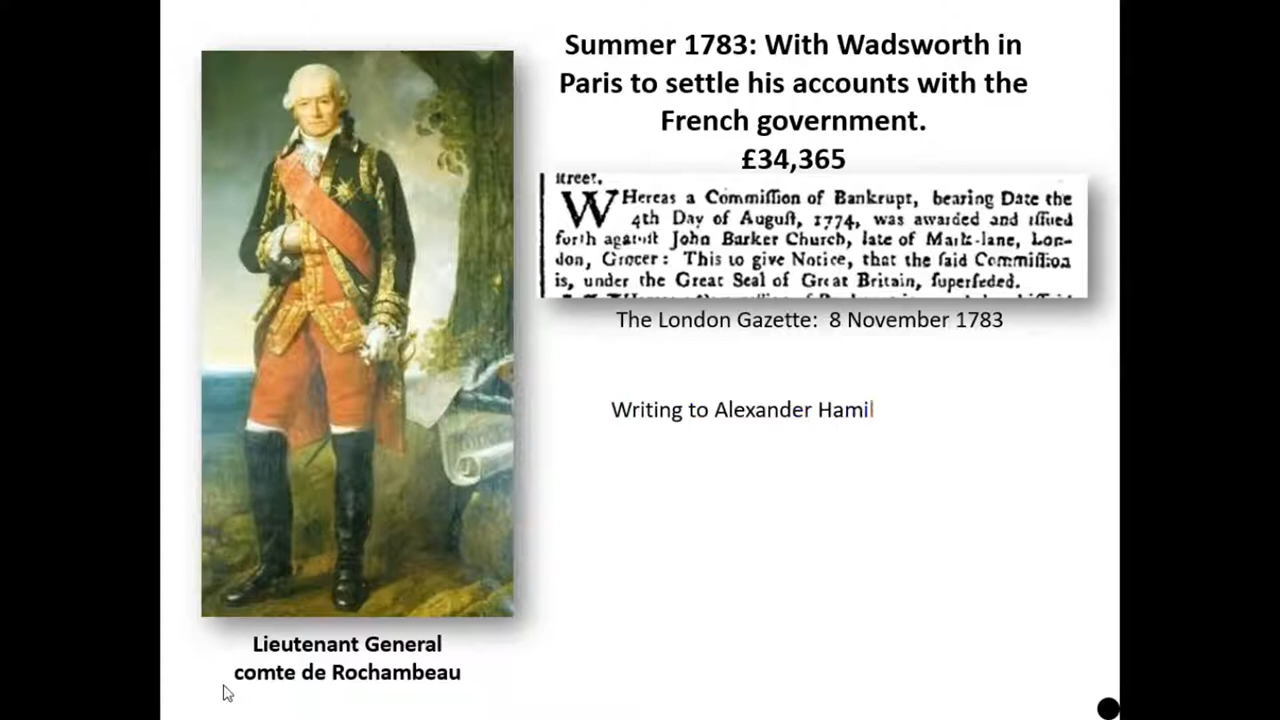 Summer 1783: With Wadsworth in
Paris to settle his accounts with the
French government.
£34,365
street.
WHereas a Commiſſion of Bankrupt, bearing Date the
4th Day of Auguſt, 1774, was awarded and iſſued
forth againſt John Barker Church, late of Mark-lane, Lon-
don, Grocer: This to give Notice, that the ſaid Commiſſion
is, under the Great Seal of Great Britain, ſuperſeded.
The London Gazette: 8 November 1783
Writing to Alexander Hamil
Lieutenant General
comte de Rochambeau